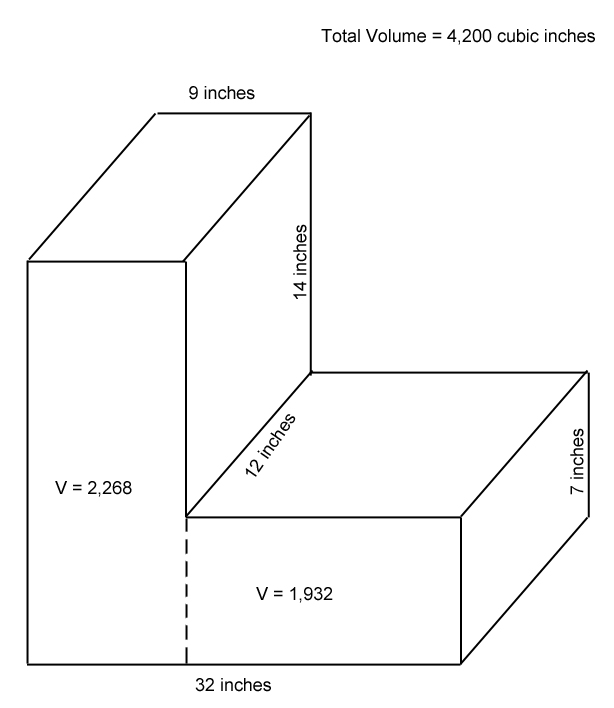 Total Volume = 4,200 cubic inches
9 inches
14 inches
12 inches
7 inches
V = 2,268
V = 1,932
32 inches